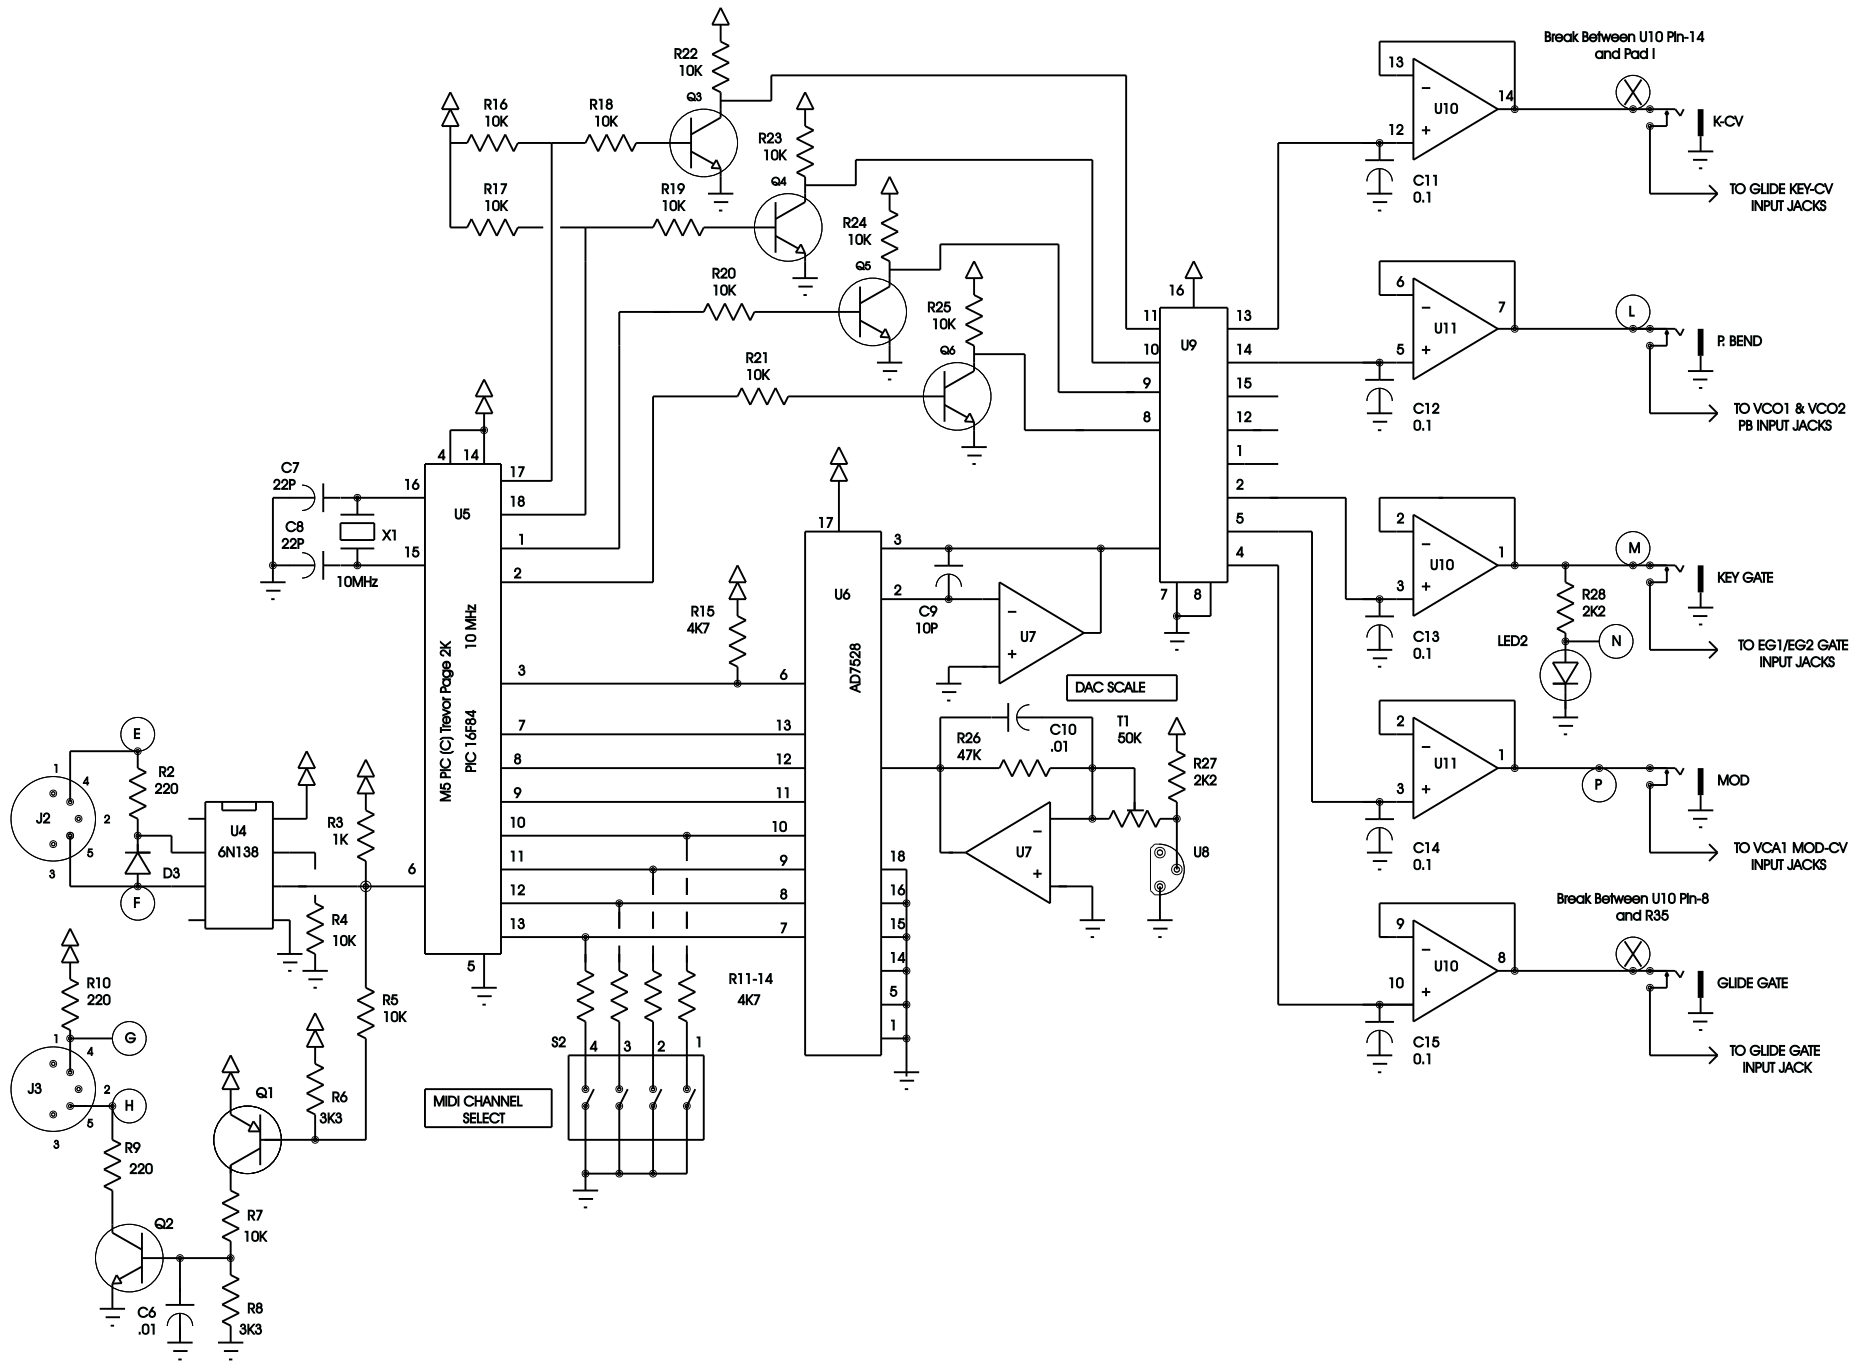 R22
10K
Q3
R16
10K
R18
10K
R23
10K
Q4
R17
10K
R19
10K
R24
10K
Q5
R20
10K
R25
10K
Q6
R21
10K
Break Between U10 Pin-14
and Pad I
13
12
14
U10
K-CV
C11
0.1
TO GLIDE KEY-CV
INPUT JACKS
16
11
10
9
8
U9
13
14
15
12
1
2
5
4
7
8
6
5
7
U11
L
P. BEND
C12
0.1
TO VCO1 & VCO2
PB INPUT JACKS
2
3
1
U10
M
KEY GATE
R28
2K2
LED2
N
C13
0.1
TO EG1/EG2 GATE
INPUT JACKS
2
3
1
U11
P
MOD
C14
0.1
TO VCA1 MOD-CV
INPUT JACKS
Break Between U10 Pin-8
and R35
9
10
8
U10
GLIDE GATE
C15
0.1
TO GLIDE GATE
INPUT JACK
C7
22P
C8
22P
X1
10MHz
4
14
16
15
6
5
U5
M5 PIC (C) Trevor Page 2K
PIC 16F84
10 MHz
17
18
1
2
3
7
8
9
10
11
12
13
R15
4K7
17
6
13
12
11
10
9
8
7
U6
AD7528
3
2
18
16
15
14
5
1
C9
10P
U7
DAC SCALE
R26
47K
C10
.01
T1
50K
R27
2K2
U7
U8
R11-14
4K7
S2
4
3
2
1
MIDI CHANNEL
SELECT
E
R2
220
J2
1
4
2
5
3
D3
F
U4
6N138
R3
1K
R4
10K
R5
10K
R10
220
G
J3
1
4
2
5
3
H
R9
220
Q1
R6
3K3
R7
10K
Q2
C6
.01
R8
3K3